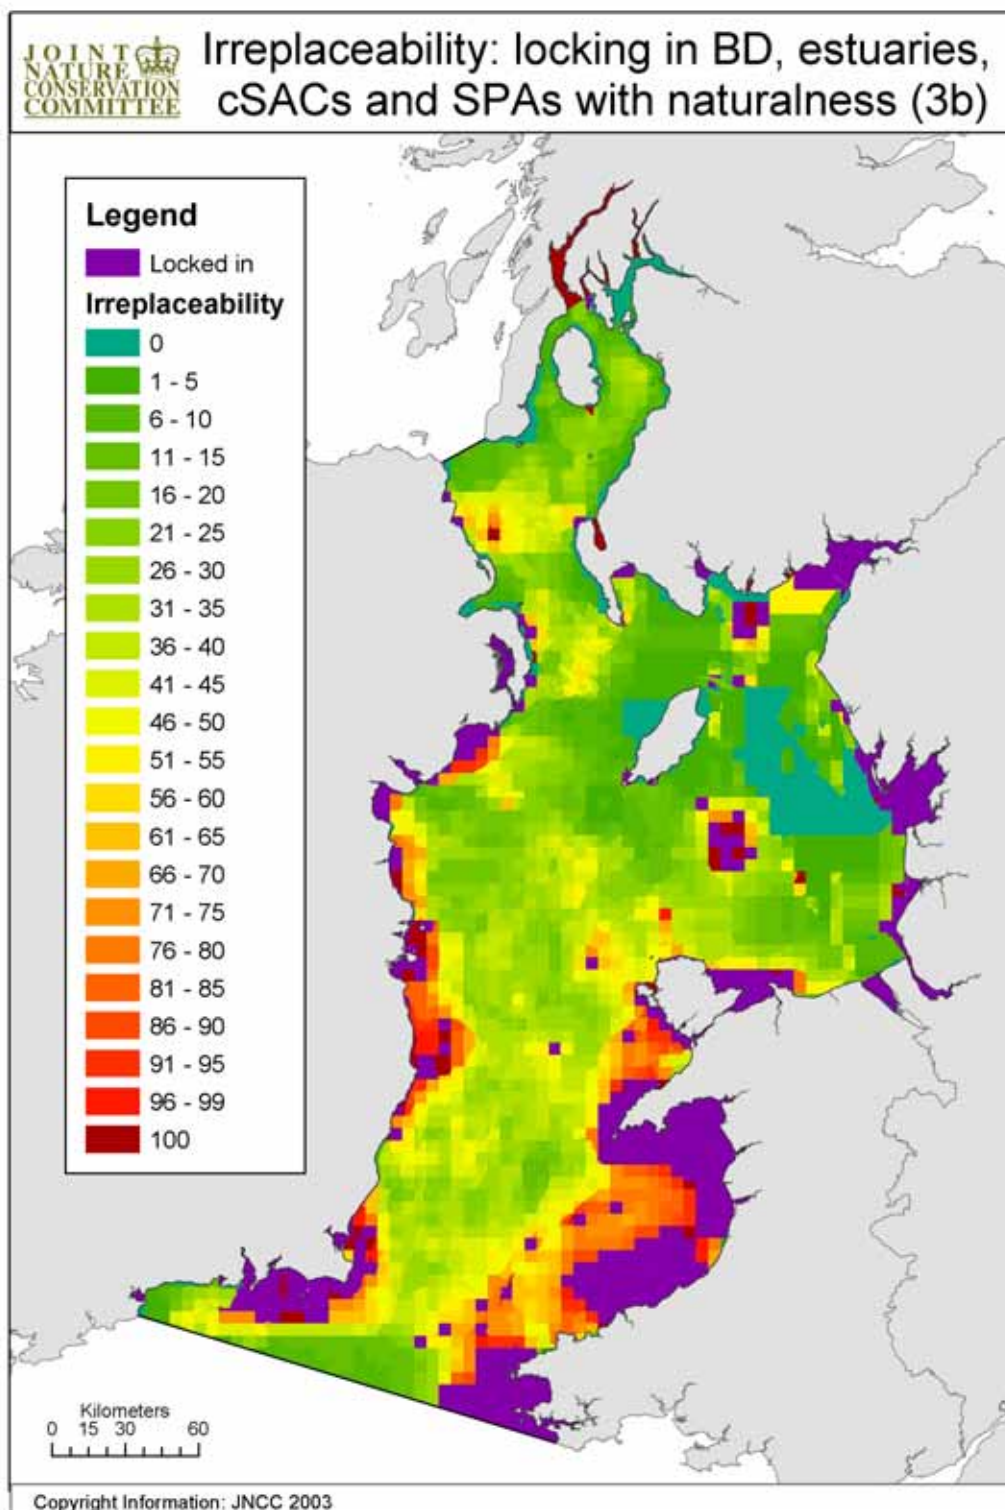 JOINT
NATURE
CONSERVATION
COMMITTEE
Irreplaceability: locking in BD, estuaries,
cSACs and SPAs with naturalness (3b)
Legend
Locked in
Irreplaceability
0
1 - 5
6 - 10
11 - 15
16 - 20
21 - 25
26 - 30
31 - 35
36 - 40
41 - 45
46 - 50
51 - 55
56 - 60
61 - 65
66 - 70
71 - 75
76 - 80
81 - 85
86 - 90
91 - 95
96 - 99
100
Kilometers
0 15 30 60
Copyright Information: JNCC 2003